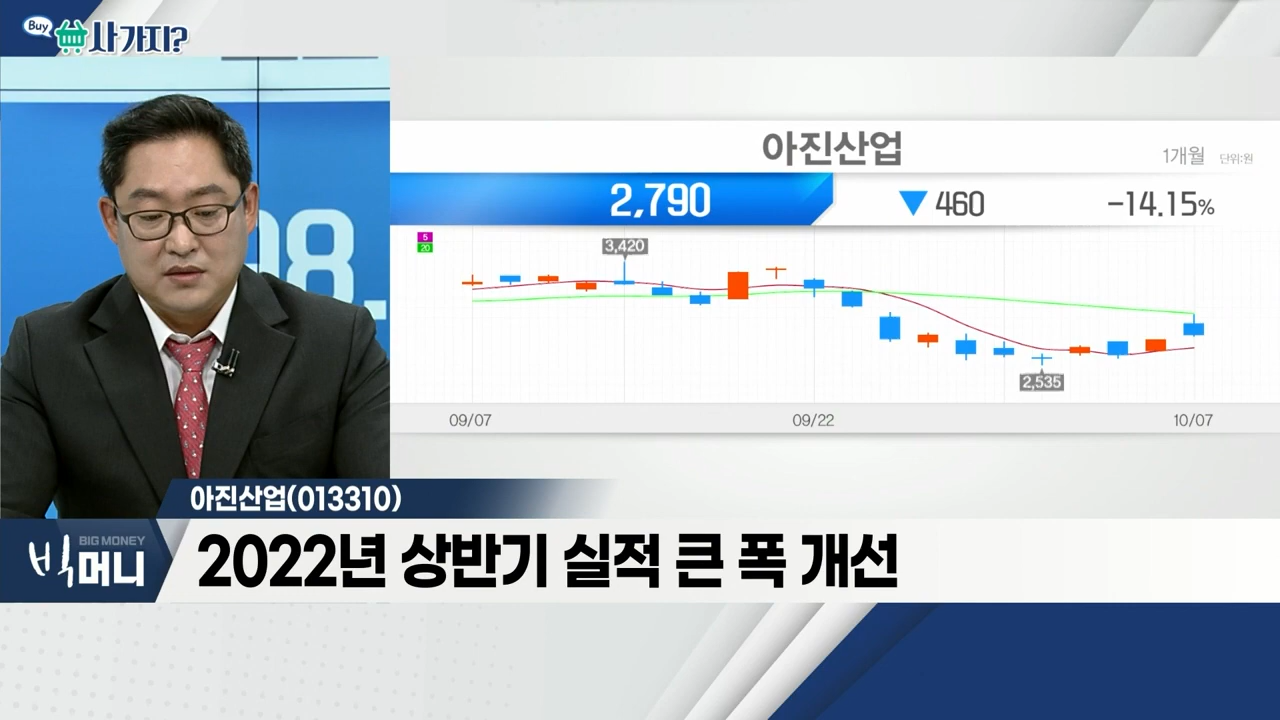 Buy
사가지?
98.
아진산업
1개월 단위:원
2,790 ▼460 -14.15%
5
20
3,420
2,535
09/07 09/22 10/07
아진산업(013310)
BIG MONEY
빅머니
2022년 상반기 실적 큰 폭 개선